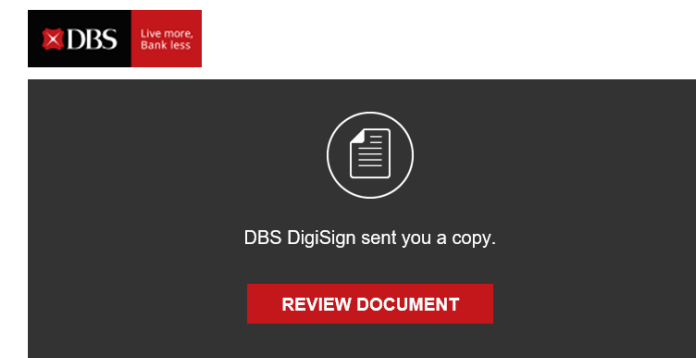 DBS
Live more,
Bank less
DBS DigiSign sent you a copy.
REVIEW DOCUMENT